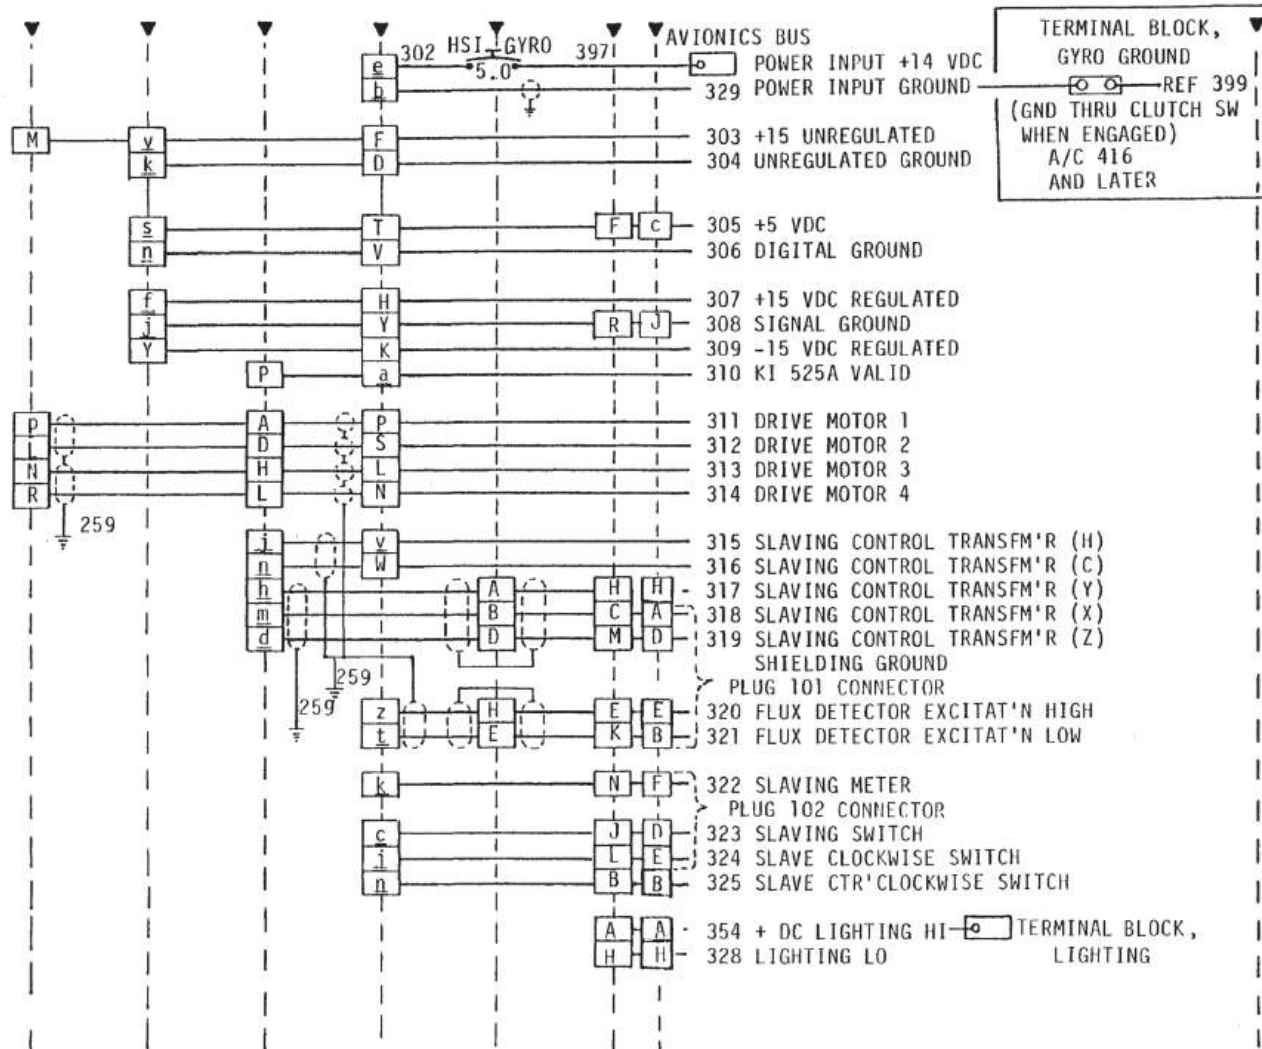 TERMINAL BLOCK,
GYRO GROUND
REF 399
(GND THRU CLUTCH SW
WHEN ENGAGED)
A/C 416
AND LATER
302 HSI GYRO 397 AVIONICS BUS
e 5.0 POWER INPUT +14 VDC
b 329 POWER INPUT GROUND
M v F 303 +15 UNREGULATED
k D 304 UNREGULATED GROUND
s T F c 305 +5 VDC
n V 306 DIGITAL GROUND
f H 307 +15 VDC REGULATED
j Y R J 308 SIGNAL GROUND
Y K 309 -15 VDC REGULATED
P a 310 KI 525A VALID
p A P 311 DRIVE MOTOR 1
L D S 312 DRIVE MOTOR 2
N H L 313 DRIVE MOTOR 3
R L N 314 DRIVE MOTOR 4
259
j v 315 SLAVING CONTROL TRANSFM'R (H)
n W 316 SLAVING CONTROL TRANSFM'R (C)
h A H H 317 SLAVING CONTROL TRANSFM'R (Y)
m B C A 318 SLAVING CONTROL TRANSFM'R (X)
d D M D 319 SLAVING CONTROL TRANSFM'R (Z)
SHIELDING GROUND
259 PLUG 101 CONNECTOR
259
z H E E 320 FLUX DETECTOR EXCITAT'N HIGH
t E K B 321 FLUX DETECTOR EXCITAT'N LOW
k N F 322 SLAVING METER
PLUG 102 CONNECTOR
c J D 323 SLAVING SWITCH
i L E 324 SLAVE CLOCKWISE SWITCH
n B B 325 SLAVE CTR'CLOCKWISE SWITCH
A A 354 + DC LIGHTING HI TERMINAL BLOCK,
H H 328 LIGHTING LO LIGHTING